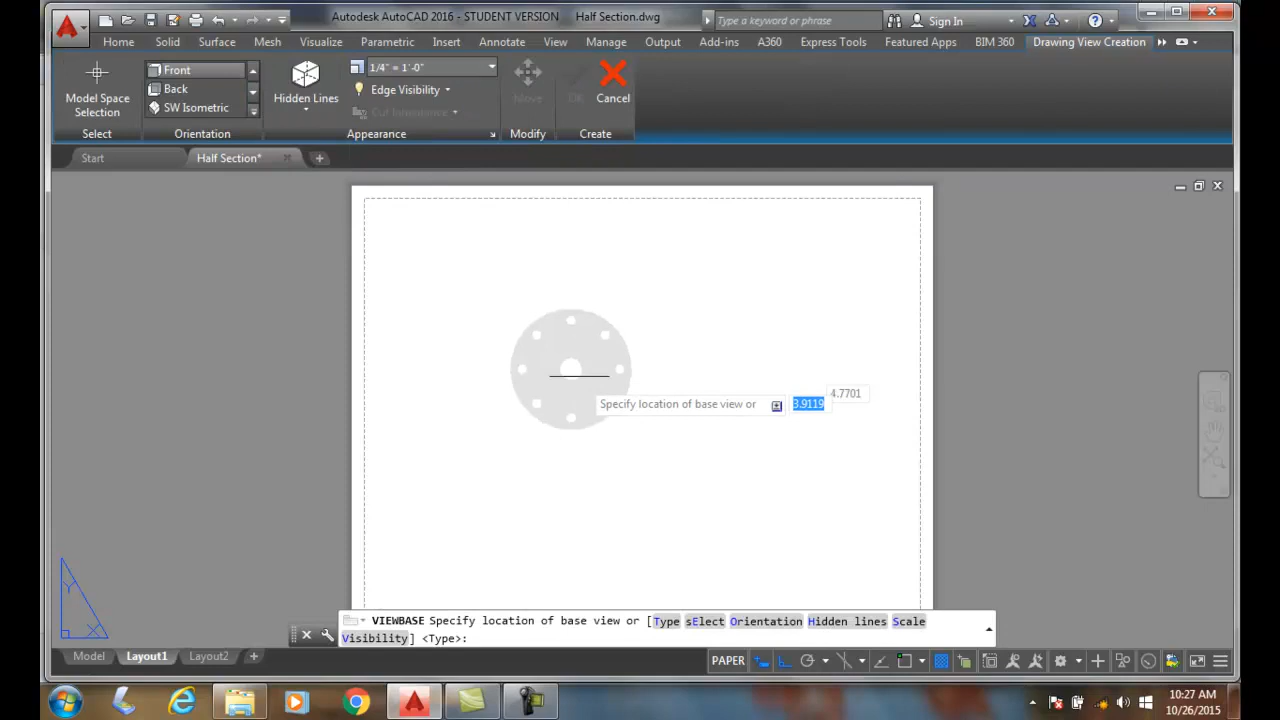 Autodesk AutoCAD 2016 - STUDENT VERSION Half Section.dwg
Type a keyword or phrase
Sign In
Home Solid Surface Mesh Visualize Parametric Insert Annotate View Manage Output Add-ins A360 Express Tools Featured Apps BIM 360 Drawing View Creation
Model Space Selection
Select
Front
Back
SW Isometric
Orientation
Hidden Lines
1/4" = 1'-0"
Edge Visibility
Cut Inheritance
Appearance
Move
Modify
OK
Cancel
Create
Start
Half Section*
Specify location of base view or
3.9119
4.7701
Y
X
VIEWBASE Specify location of base view or [Type sElect Orientation Hidden lines Scale
Visibility] <Type>:
Model Layout1 Layout2
PAPER
10:27 AM
10/26/2015